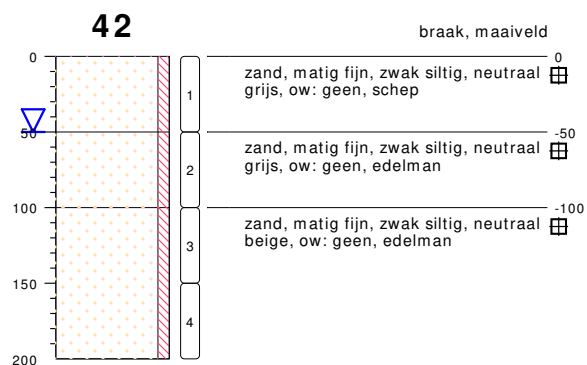 42
braak, maaiveld
0
0
zand, matig fijn, zwak siltig, neutraal
grijs, ow: geen, schep
1
50
-50
zand, matig fijn, zwak siltig, neutraal
grijs, ow: geen, edelman
2
100
-100
zand, matig fijn, zwak siltig, neutraal
beige, ow: geen, edelman
3
150
4
200